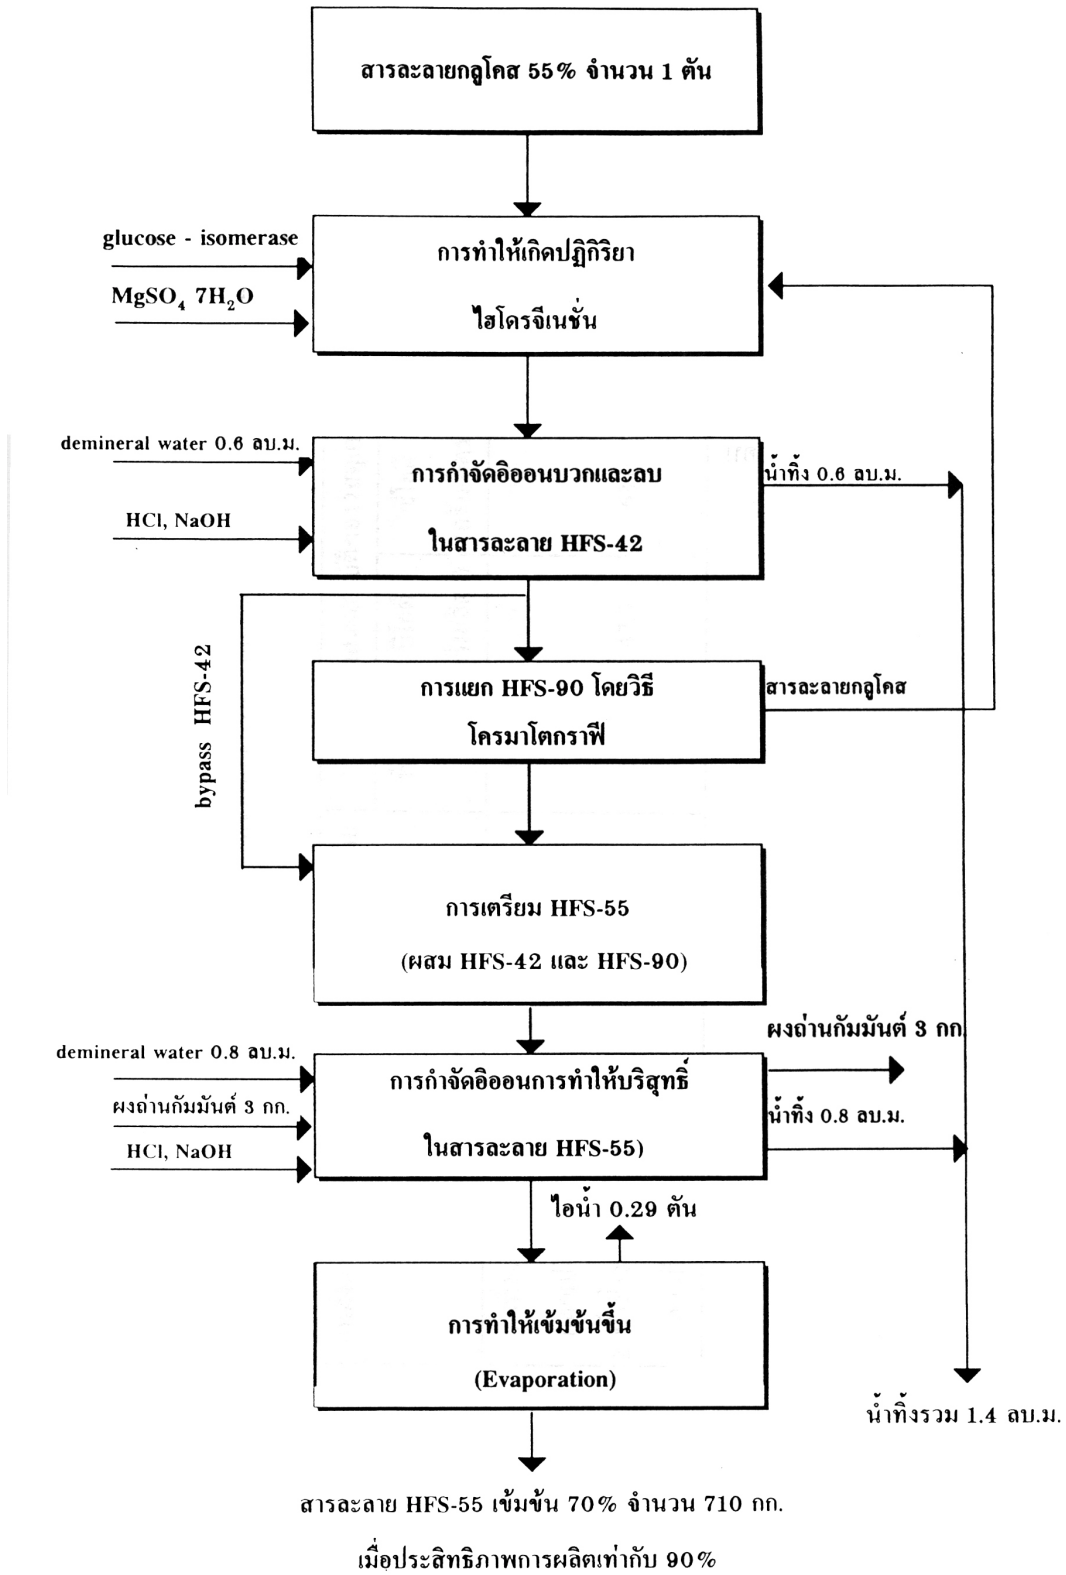 สารละลายกลูโคส 55% จำนวน 1 ตัน
glucose - isomerase
MgSO4 7H2O
การทำให้เกิดปฏิกิริยา
ไฮโดรจีเนชั่น
demineral water 0.6 ลบ.ม.
HCl, NaOH
การกำจัดอิออนบวกและลบ
ในสารละลาย HFS-42
น้ำทิ้ง 0.6 ลบ.ม.
bypass HFS-42
การแยก HFS-90 โดยวิธี
โครมาโตกราฟี
สารละลายกลูโคส
การเตรียม HFS-55
(ผสม HFS-42 และ HFS-90)
demineral water 0.8 ลบ.ม.
ผงถ่านกัมมันต์ 3 กก.
HCl, NaOH
การกำจัดอิออนการทำให้บริสุทธิ์
ในสารละลาย HFS-55)
ผงถ่านกัมมันต์ 3 กก.
น้ำทิ้ง 0.8 ลบ.ม.
ไอน้ำ 0.29 ตัน
การทำให้เข้มข้นขึ้น
(Evaporation)
น้ำทิ้งรวม 1.4 ลบ.ม.
สารละลาย HFS-55 เข้มข้น 70% จำนวน 710 กก.
เมื่อประสิทธิภาพการผลิตเท่ากับ 90%